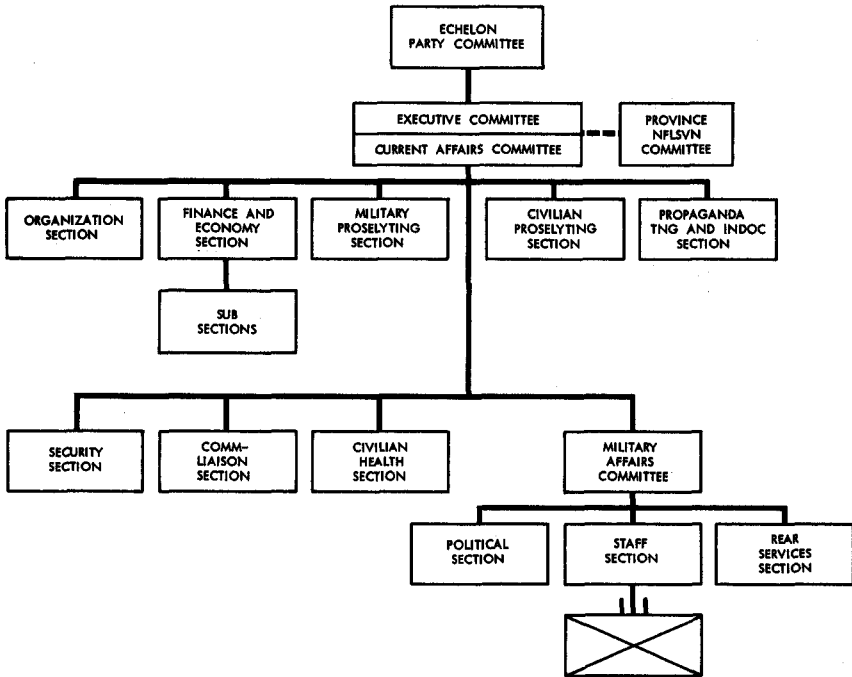 ECHELON
PARTY COMMITTEE
EXECUTIVE COMMITTEE
CURRENT AFFAIRS COMMITTEE
PROVINCE
NFLSVN
COMMITTEE
ORGANIZATION
SECTION
FINANCE AND
ECONOMY
SECTION
MILITARY
PROSELYTING
SECTION
CIVILIAN
PROSELYTING
SECTION
PROPAGANDA
TNG AND INDOC
SECTION
SUB
SECTIONS
SECURITY
SECTION
COMM-
LIAISON
SECTION
CIVILIAN
HEALTH
SECTION
MILITARY
AFFAIRS
COMMITTEE
POLITICAL
SECTION
STAFF
SECTION
REAR
SERVICES
SECTION